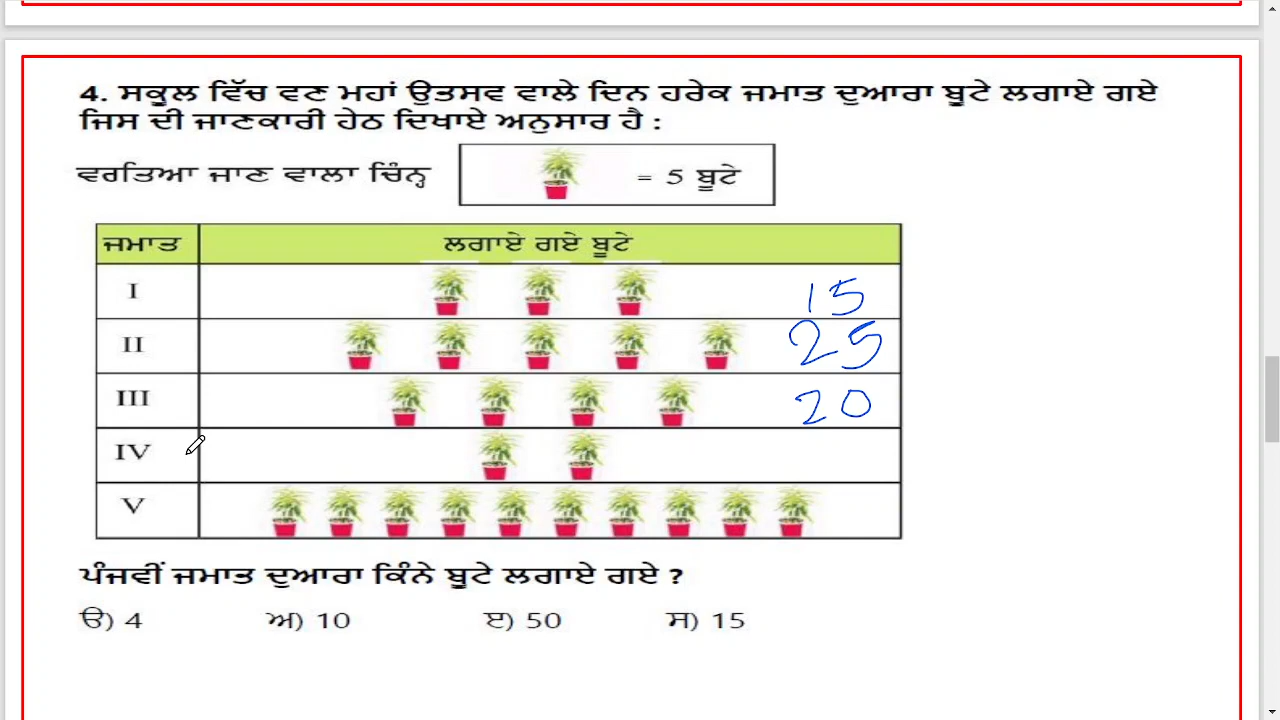 4. ਸਕੂਲ ਵਿੱਚ ਵਣ ਮਹਾਂ ਉਤਸਵ ਵਾਲੇ ਦਿਨ ਹਰੇਕ ਜਮਾਤ ਦੁਆਰਾ ਬੂਟੇ ਲਗਾਏ ਗਏ
ਜਿਸ ਦੀ ਜਾਣਕਾਰੀ ਹੇਠ ਦਿਖਾਏ ਅਨੁਸਾਰ ਹੈ :
ਵਰਤਿਆ ਜਾਣ ਵਾਲਾ ਚਿੰਨ੍ਹ = 5 ਬੂਟੇ
ਜਮਾਤ ਲਗਾਏ ਗਏ ਬੂਟੇ
I 15
II 25
III 20
IV
V
ਪੰਜਵੀਂ ਜਮਾਤ ਦੁਆਰਾ ਕਿੰਨੇ ਬੂਟੇ ਲਗਾਏ ਗਏ ?
ੳ) 4 ਅ) 10 ੲ) 50 ਸ) 15